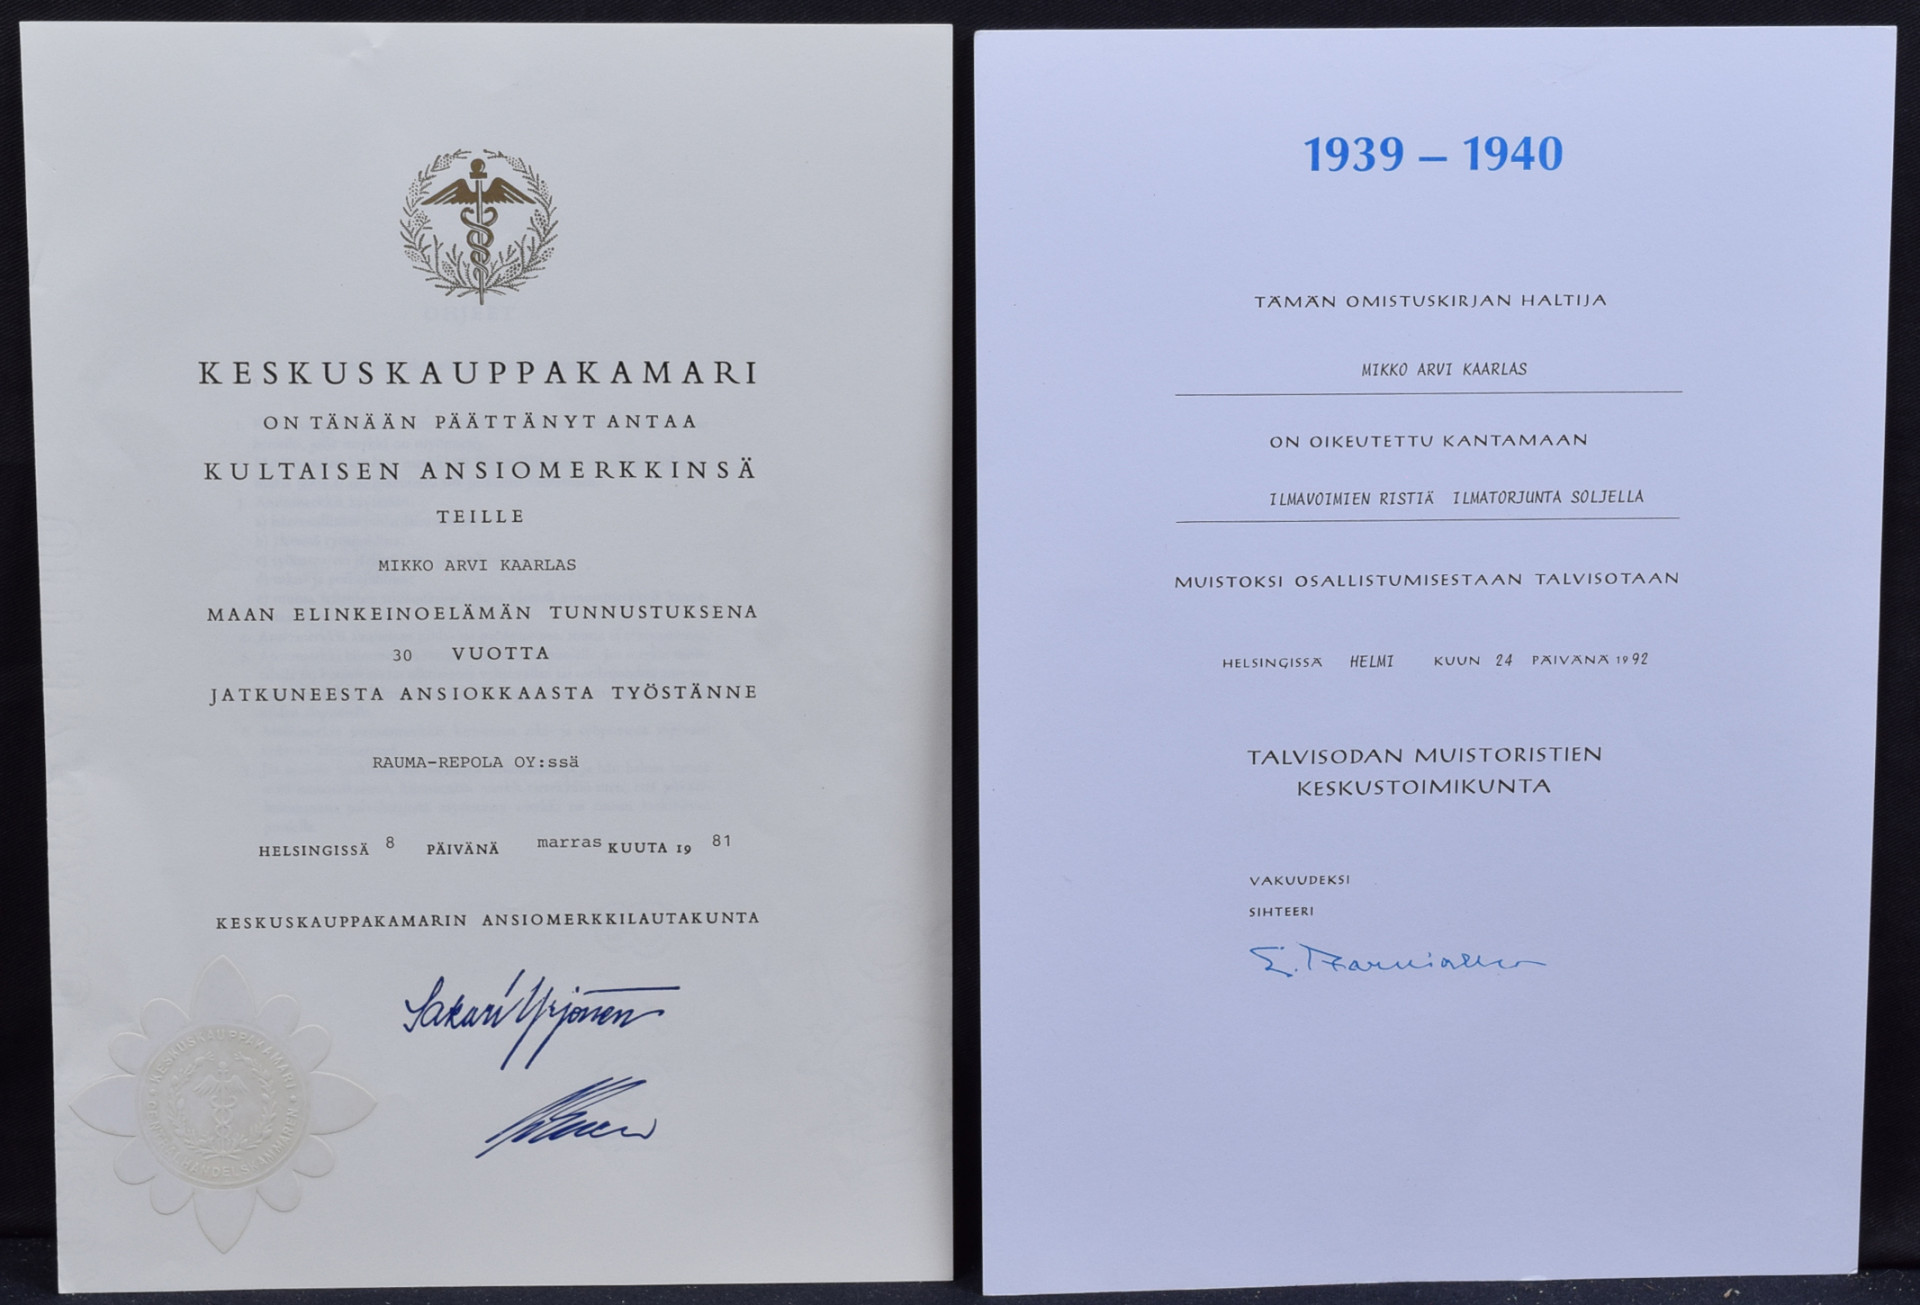 KESKUSKAUPPAKAMARI
ON TÄNÄÄN PÄÄTTÄNYT ANTAA
KULTAISEN ANSIOMERKKINSÄ
TEILLE
MIKKO ARVI KAARLAS
MAAN ELINKEINOELÄMÄN TUNNUSTUKSENA
30 VUOTTA
JATKUNEESTA ANSIOKKAASTA TYÖSTÄNNE
RAUMA-REPOLA OY:ssä
HELSINGISSÄ 8 PÄIVÄNÄ marras KUUTA 19 81
KESKUSKAUPPAKAMARIN ANSIOMERKKILAUTAKUNTA
Sakari Yrjönen
KESKUSKAUPPAKAMARI
HANDELSKAMMAREN
1939 – 1940
TÄMÄN OMISTUSKIRJAN HALTIJA
MIKKO ARVI KAARLAS
ON OIKEUTETTU KANTAMAAN
ILMAVOIMIEN RISTIÄ ILMATORJUNTA SOLJELLA
MUISTOKSI OSALLISTUMISESTAAN TALVISOTAAN
HELSINGISSÄ HELMI KUUN 24 PÄIVÄNÄ 1992
TALVISODAN MUISTORISTIEN
KESKUSTOIMIKUNTA
VAKUUDEKSI
SIHTEERI